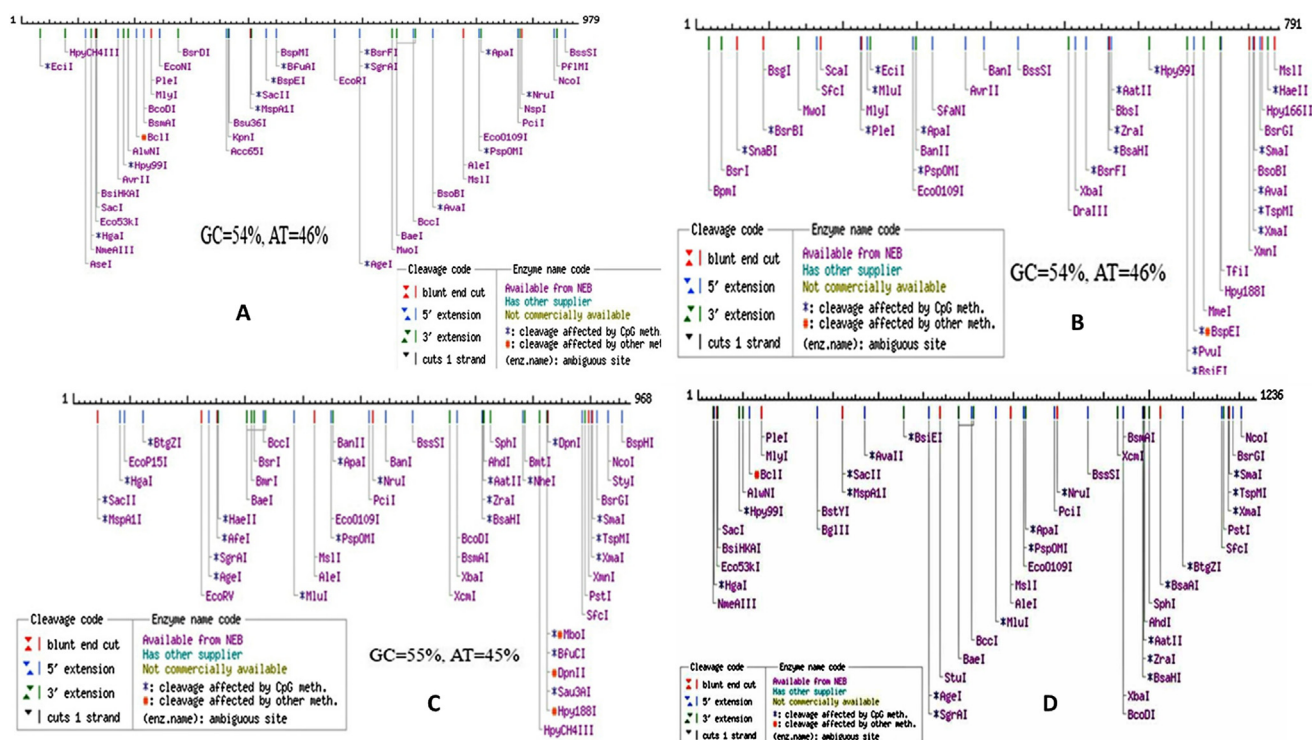 1 979
HpyCH4III BsrDI BspMI *BsrFI *ApaI BssSI
*EciI EcoNI *BfuAI *SgrAI PflMI
PleI *BspEI EcoRI NcoI
MlyI *SacII *NruI
BcoDI *MspA1I NspI
BsmAI Bsu36I PciI
BclI KpnI EcoO109I
AlwNI Acc65I *PspOMI
*Hpy99I AleI
AvrII MslI
BsiHKAI BsoBI
SacI *AvaI
Eco53kI BccI
*HgaI BaeI
NmeAIII MwoI
AseI *AgeI
GC=54%, AT=46%
A
Cleavage code Enzyme name code
blunt end cut Available from NEB
Has other supplier
5' extension Not commercially available
3' extension *: cleavage affected by CpG meth.
: cleavage affected by other met
cuts 1 strand (enz.name): ambiguous site
1 791
BsgI ScaI *EciI BanI BssSI *Hpy99I MslI
SfcI *MluI AvrII *AatII *HaeII
MwoI MlyI SfaNI BbsI Hpy166II
*BsrBI *PleI *ApaI *ZraI BsrGI
*SnaBI BanII *BsaHI *SmaI
BsrI *PspOMI *BsrFI BsoBI
BpmI EcoO109I XbaI *AvaI
DraIII *TspMI
*XmaI
XmnI
TfiI
Hpy188I
MmeI
*BspEI
*PvuI
*BsiEI
GC=54%, AT=46%
B
Cleavage code Enzyme name code
blunt end cut Available from NEB
Has other supplier
5' extension Not commercially available
3' extension *: cleavage affected by CpG meth.
: cleavage affected by other meth.
cuts 1 strand (enz.name): ambiguous site
1 968
*BtgZI BccI BanII BssSI SphI *DpnI BspHI
EcoP15I BsrI *ApaI BanI AhdI BmtI NcoI
*HgaI BmrI *NruI *AatII *NheI StyI
*SacII BaeI PciI *ZraI BsrGI
*MspA1I *HaeII EcoO109I *BsaHI *SmaI
*AfeI *PspOMI BcoDI *TspMI
*SgrAI MslI BsmAI *XmaI
*AgeI AleI XbaI XmnI
EcoRV *MluI XcmI PstI
SfcI
*MboI
*BfuCI
DpnII
*Sau3AI
Hpy188I
HpyCH4III
GC=55%, AT=45%
C
Cleavage code Enzyme name code
blunt end cut Available from NEB
Has other supplier
5' extension Not commercially available
3' extension *: cleavage affected by CpG meth.
: cleavage affected by other meth.
cuts 1 strand (enz.name): ambiguous site
1 1236
PleI *BsiEI BsmAI NcoI
MlyI *AvaII XcmI BsrGI
BclI *SacII BssSI *SmaI
AlwNI *MspA1I *NruI *TspMI
*Hpy99I BstYI PciI *XmaI
SacI BglII *ApaI PstI
BsiHKAI *PspOMI SfcI
Eco53kI EcoO109I *BtgZI
*HgaI MslI *BsaAI
NmeAIII AleI SphI
*MluI AhdI
BccI *AatII
BaeI *ZraI
StuI *BsaHI
*AgeI XbaI
*SgrAI BcoDI
D
Cleavage code Enzyme name code
blunt end cut Available from NEB
Has other supplier
5' extension Not commercially available
3' extension *: cleavage affected by CpG meth.
: cleavage affected by other meth.
cuts 1 strand (enz.name): ambiguous site